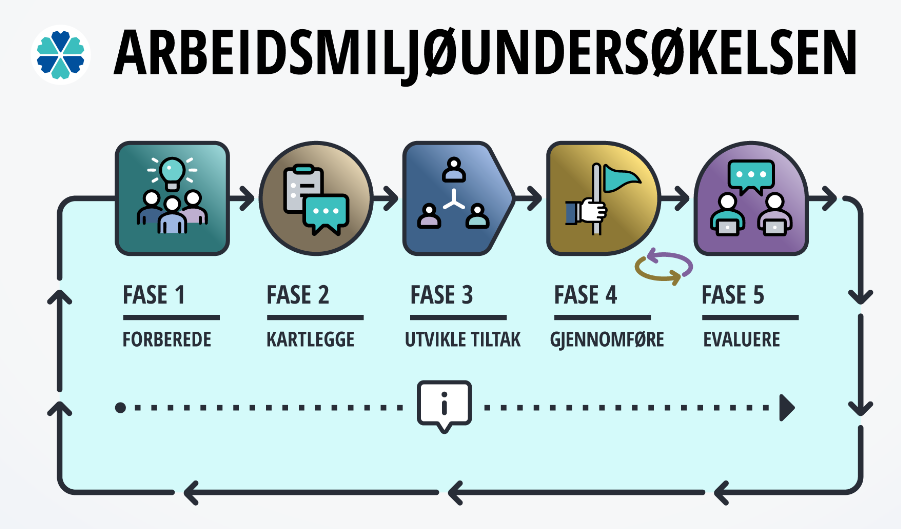 ARBEIDSMILJØUNDERSØKELSEN
FASE 1
FORBEREDE
FASE 2
KARTLEGGE
FASE 3
UTVIKLE TILTAK
FASE 4
GJENNOMFØRE
FASE 5
EVALUERE
i